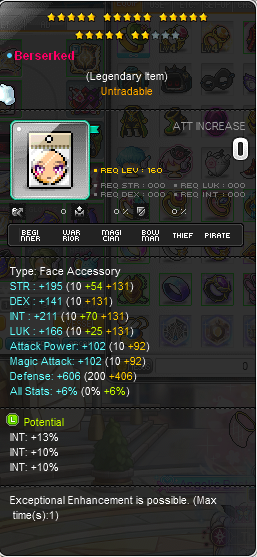 Berserked
(Legendary Item)
Untradable
ATT INCREASE
0
REQ LEV : 160
REQ STR : 000
REQ LUK : 000
REQ DEX : 000
REQ INT : 000
0
0 %
0 %
BEGINNER
WARRIOR
MAGICIAN
BOWMAN
THIEF
PIRATE
Type: Face Accessory
STR : +195 (10 +54 +131)
DEX : +141 (10 +131)
INT : +211 (10 +70 +131)
LUK : +166 (10 +25 +131)
Attack Power: +102 (10 +92)
Magic Attack: +102 (10 +92)
Defense: +606 (200 +406)
All Stats: +6% (0% +6%)
L Potential
INT: +13%
INT: +10%
INT: +10%
Exceptional Enhancement is possible. (Max
time(s):1)